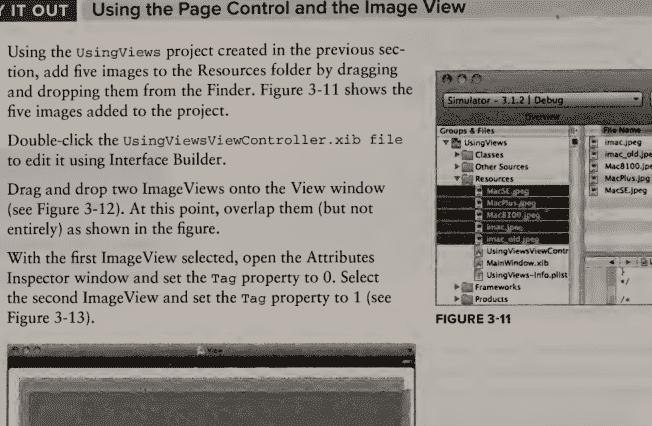 Y IT OUT Using the Page Control and the Image View
Using the UsingViews project created in the previous sec-
tion, add five images to the Resources folder by dragging
and dropping them from the Finder. Figure 3-11 shows the
five images added to the project.
Double-click the UsingViewsViewController.xib file
to edit it using Interface Builder.
Drag and drop two ImageViews onto the View window
(see Figure 3-12). At this point, overlap them (but not
entirely) as shown in the figure.
With the first ImageView selected, open the Attributes
Inspector window and set the Tag property to 0. Select
the second ImageView and set the Tag property to 1 (see
Figure 3-13).
Simulator - 3.1.2 | Debug
Overview
Groups & Files
UsingViews
Classes
Other Sources
Resources
MacSE.jpeg
MacPlus.jpeg
Mac8100.jpeg
imac.jpeg
imac_old.jpeg
UsingViewsViewContr
MainWindow.xib
UsingViews-Info.plist
Frameworks
Products
File Name
imac.jpeg
imac_old.jpe
Mac8100.jpe
MacPlus.jpg
MacSE.jpeg
}
*/
/*
FIGURE 3-11
View